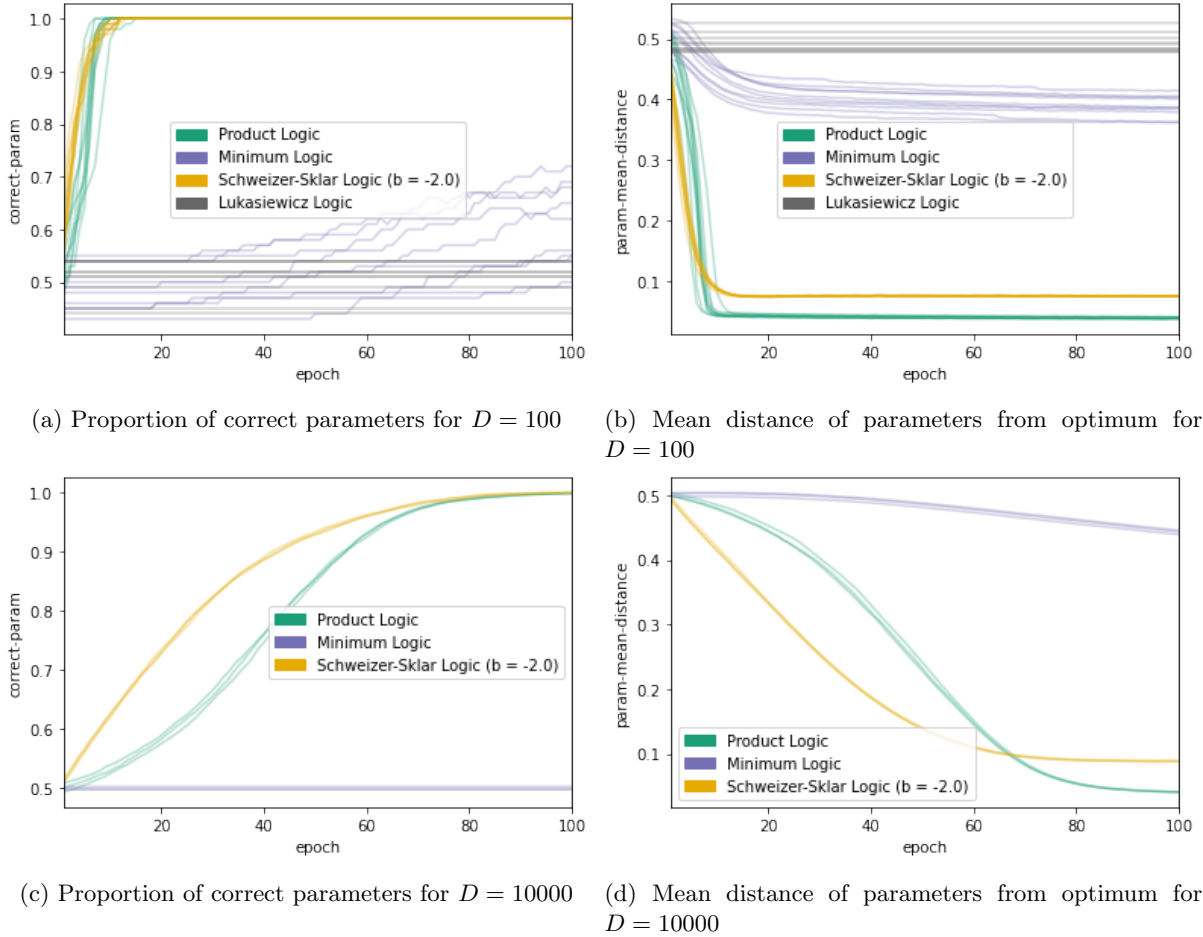 1.0
0.9
0.8
0.7
0.6
0.5
correct-param
Product Logic
Minimum Logic
Schweizer-Sklar Logic (b = -2.0)
Lukasiewicz Logic
20 40 60 80 100
epoch
0.5
0.4
0.3
0.2
0.1
param-mean-distance
Product Logic
Minimum Logic
Schweizer-Sklar Logic (b = -2.0)
Lukasiewicz Logic
20 40 60 80 100
epoch
(a) Proportion of correct parameters for D = 100
(b) Mean distance of parameters from optimum for
D = 100
1.0
0.9
0.8
0.7
0.6
0.5
correct-param
Product Logic
Minimum Logic
Schweizer-Sklar Logic (b = -2.0)
20 40 60 80 100
epoch
0.5
0.4
0.3
0.2
0.1
param-mean-distance
Product Logic
Minimum Logic
Schweizer-Sklar Logic (b = -2.0)
20 40 60 80 100
epoch
(c) Proportion of correct parameters for D = 10000
(d) Mean distance of parameters from optimum for
D = 10000